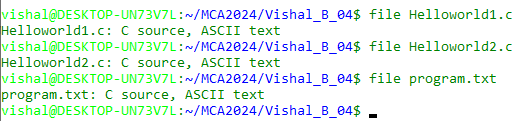 vishal@DESKTOP-UN73V7L:~/MCA2024/Vishal_B_04$ file Helloworld1.c
Helloworld1.c: C source, ASCII text
vishal@DESKTOP-UN73V7L:~/MCA2024/Vishal_B_04$ file Helloworld2.c
Helloworld2.c: C source, ASCII text
vishal@DESKTOP-UN73V7L:~/MCA2024/Vishal_B_04$ file program.txt
program.txt: C source, ASCII text
vishal@DESKTOP-UN73V7L:~/MCA2024/Vishal_B_04$